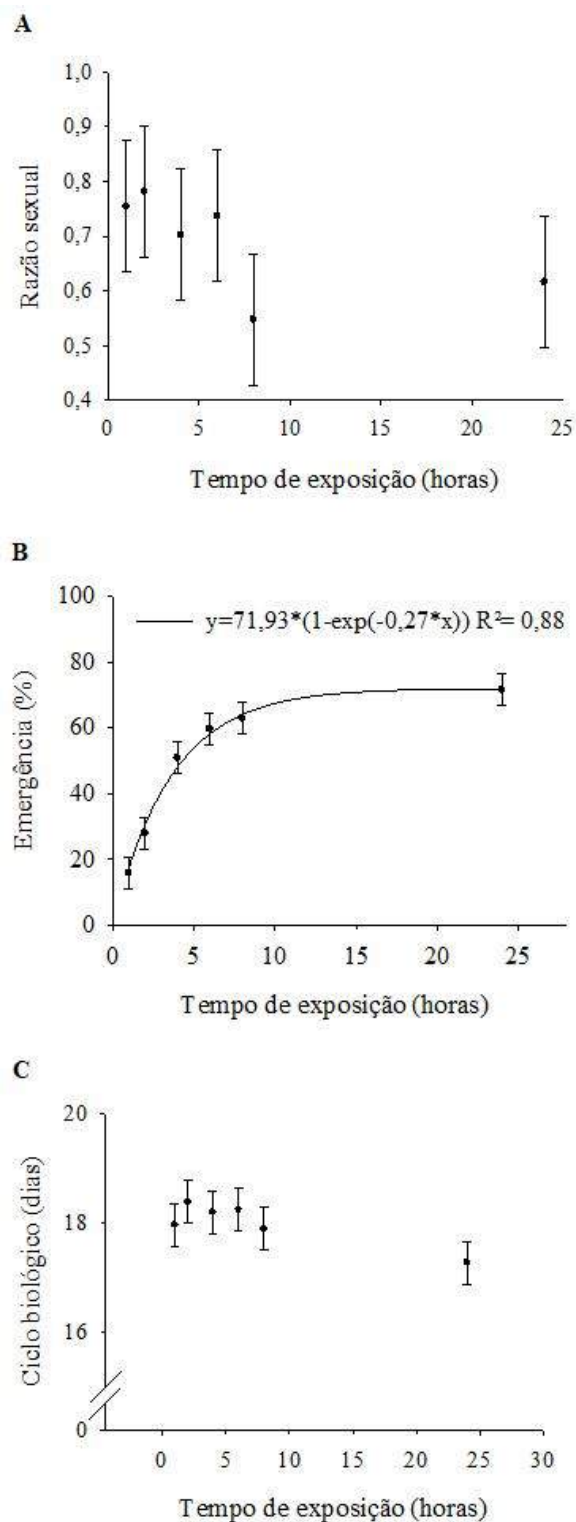 A
1,0
0,9
0,8
0,7
0,6
0,5
0,4
Razão sexual
0 5 10 15 20 25
Tempo de exposição (horas)
B
y=71,93*(1-exp(-0,27*x)) R²= 0,88
100
80
60
40
20
0
Emergência (%)
0 5 10 15 20 25
Tempo de exposição (horas)
C
20
18
16
0
Ciclo biológico (dias)
0 5 10 15 20 25 30
Tempo de exposição (horas)